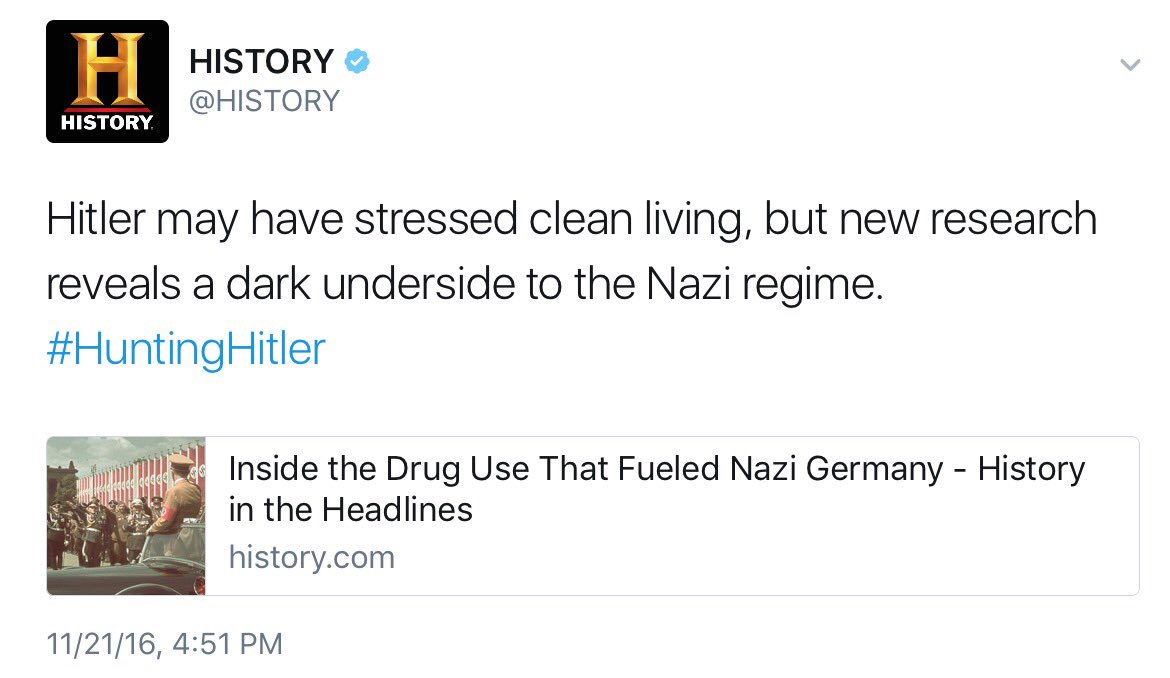 HISTORY
HISTORY
@HISTORY
Hitler may have stressed clean living, but new research
reveals a dark underside to the Nazi regime.
#HuntingHitler
Inside the Drug Use That Fueled Nazi Germany - History
in the Headlines
history.com
11/21/16, 4:51 PM